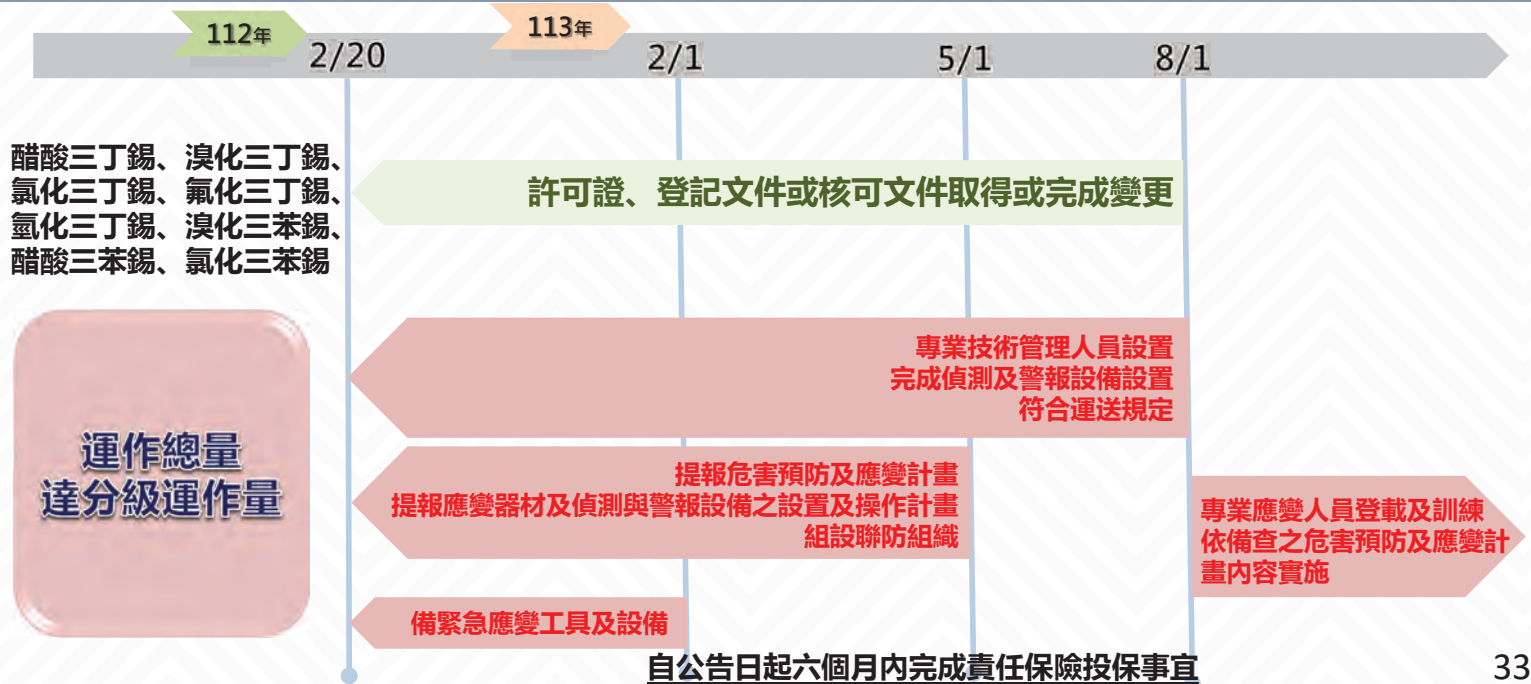 112年
113年
2/20
2/1
5/1
8/1
醋酸三丁錫、溴化三丁錫、
氯化三丁錫、氟化三丁錫、
氫化三丁錫、溴化三苯錫、
醋酸三苯錫、氯化三苯錫
許可證、登記文件或核可文件取得或完成變更
運作總量
達分級運作量
專業技術管理人員設置
完成偵測及警報設備設置
符合運送規定
提報危害預防及應變計畫
提報應變器材及偵測與警報設備之設置及操作計畫
組設聯防組織
專業應變人員登載及訓練
依備查之危害預防及應變計
畫內容實施
備緊急應變工具及設備
自公告日起六個月內完成責任保險投保事宜
33